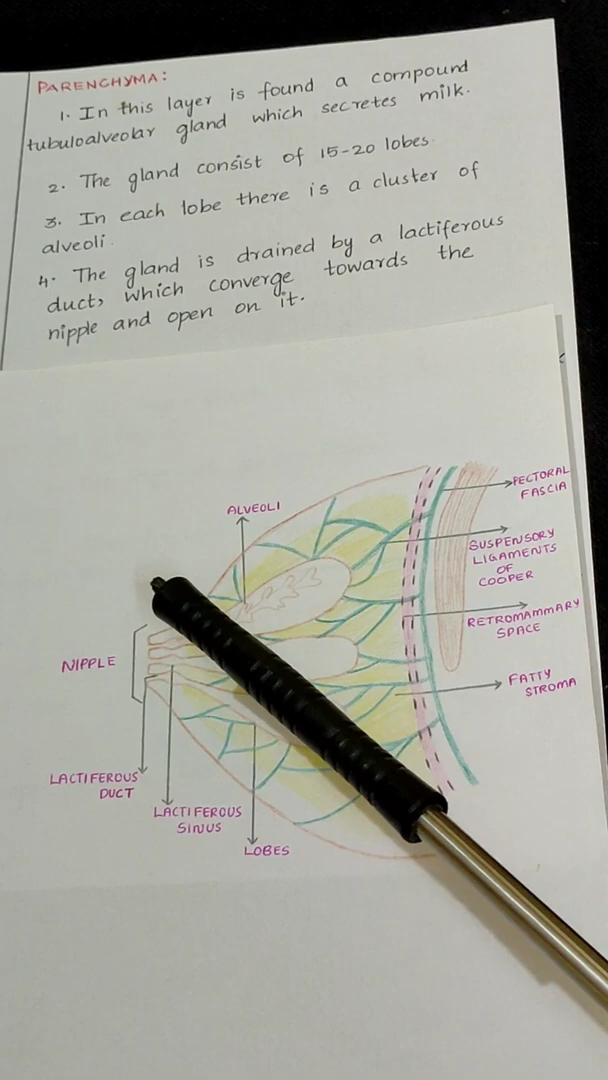 PARENCHYMA:
1. In this layer is found a compound
tubuloalveolar gland which secretes milk.
2. The gland consist of 15-20 lobes.
3. In each lobe there is a cluster of
alveoli.
4. The gland is drained by a lactiferous
duct, which converge towards the
nipple and open on it.
ALVEOLI
PECTORAL
FASCIA
SUSPENSORY
LIGAMENTS
OF
COOPER
RETROMAMMARY
SPACE
NIPPLE
FATTY
STROMA
LACTIFEROUS
DUCT
LACTIFEROUS
SINUS
LOBES